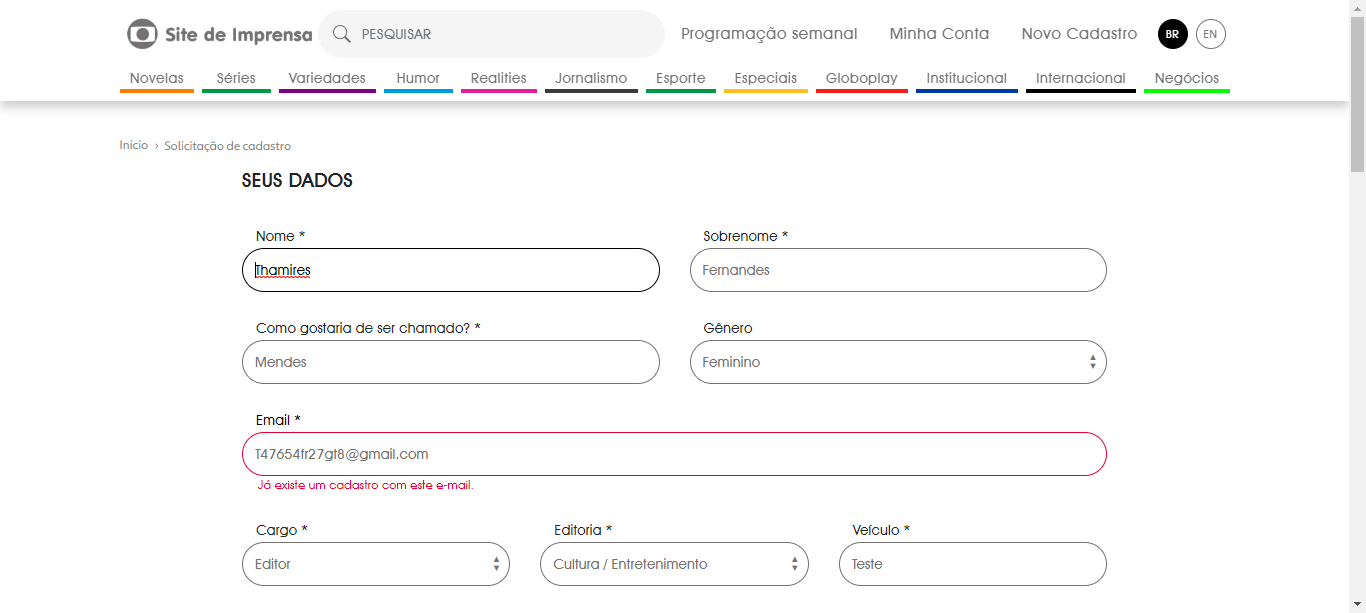 Site de Imprensa PESQUISAR Programação semanal Minha Conta Novo Cadastro BR EN
Novelas Séries Variedades Humor Realities Jornalismo Esporte Especiais Globoplay Institucional Internacional Negócios
Início › Solicitação de cadastro
SEUS DADOS
Nome * Sobrenome *
Thamires Fernandes
Como gostaria de ser chamado? * Gênero
Mendes Feminino
Email *
T47654fr27gt8@gmail.com
Já existe um cadastro com este e-mail.
Cargo * Editoria * Veículo *
Editor Cultura / Entretenimento Teste